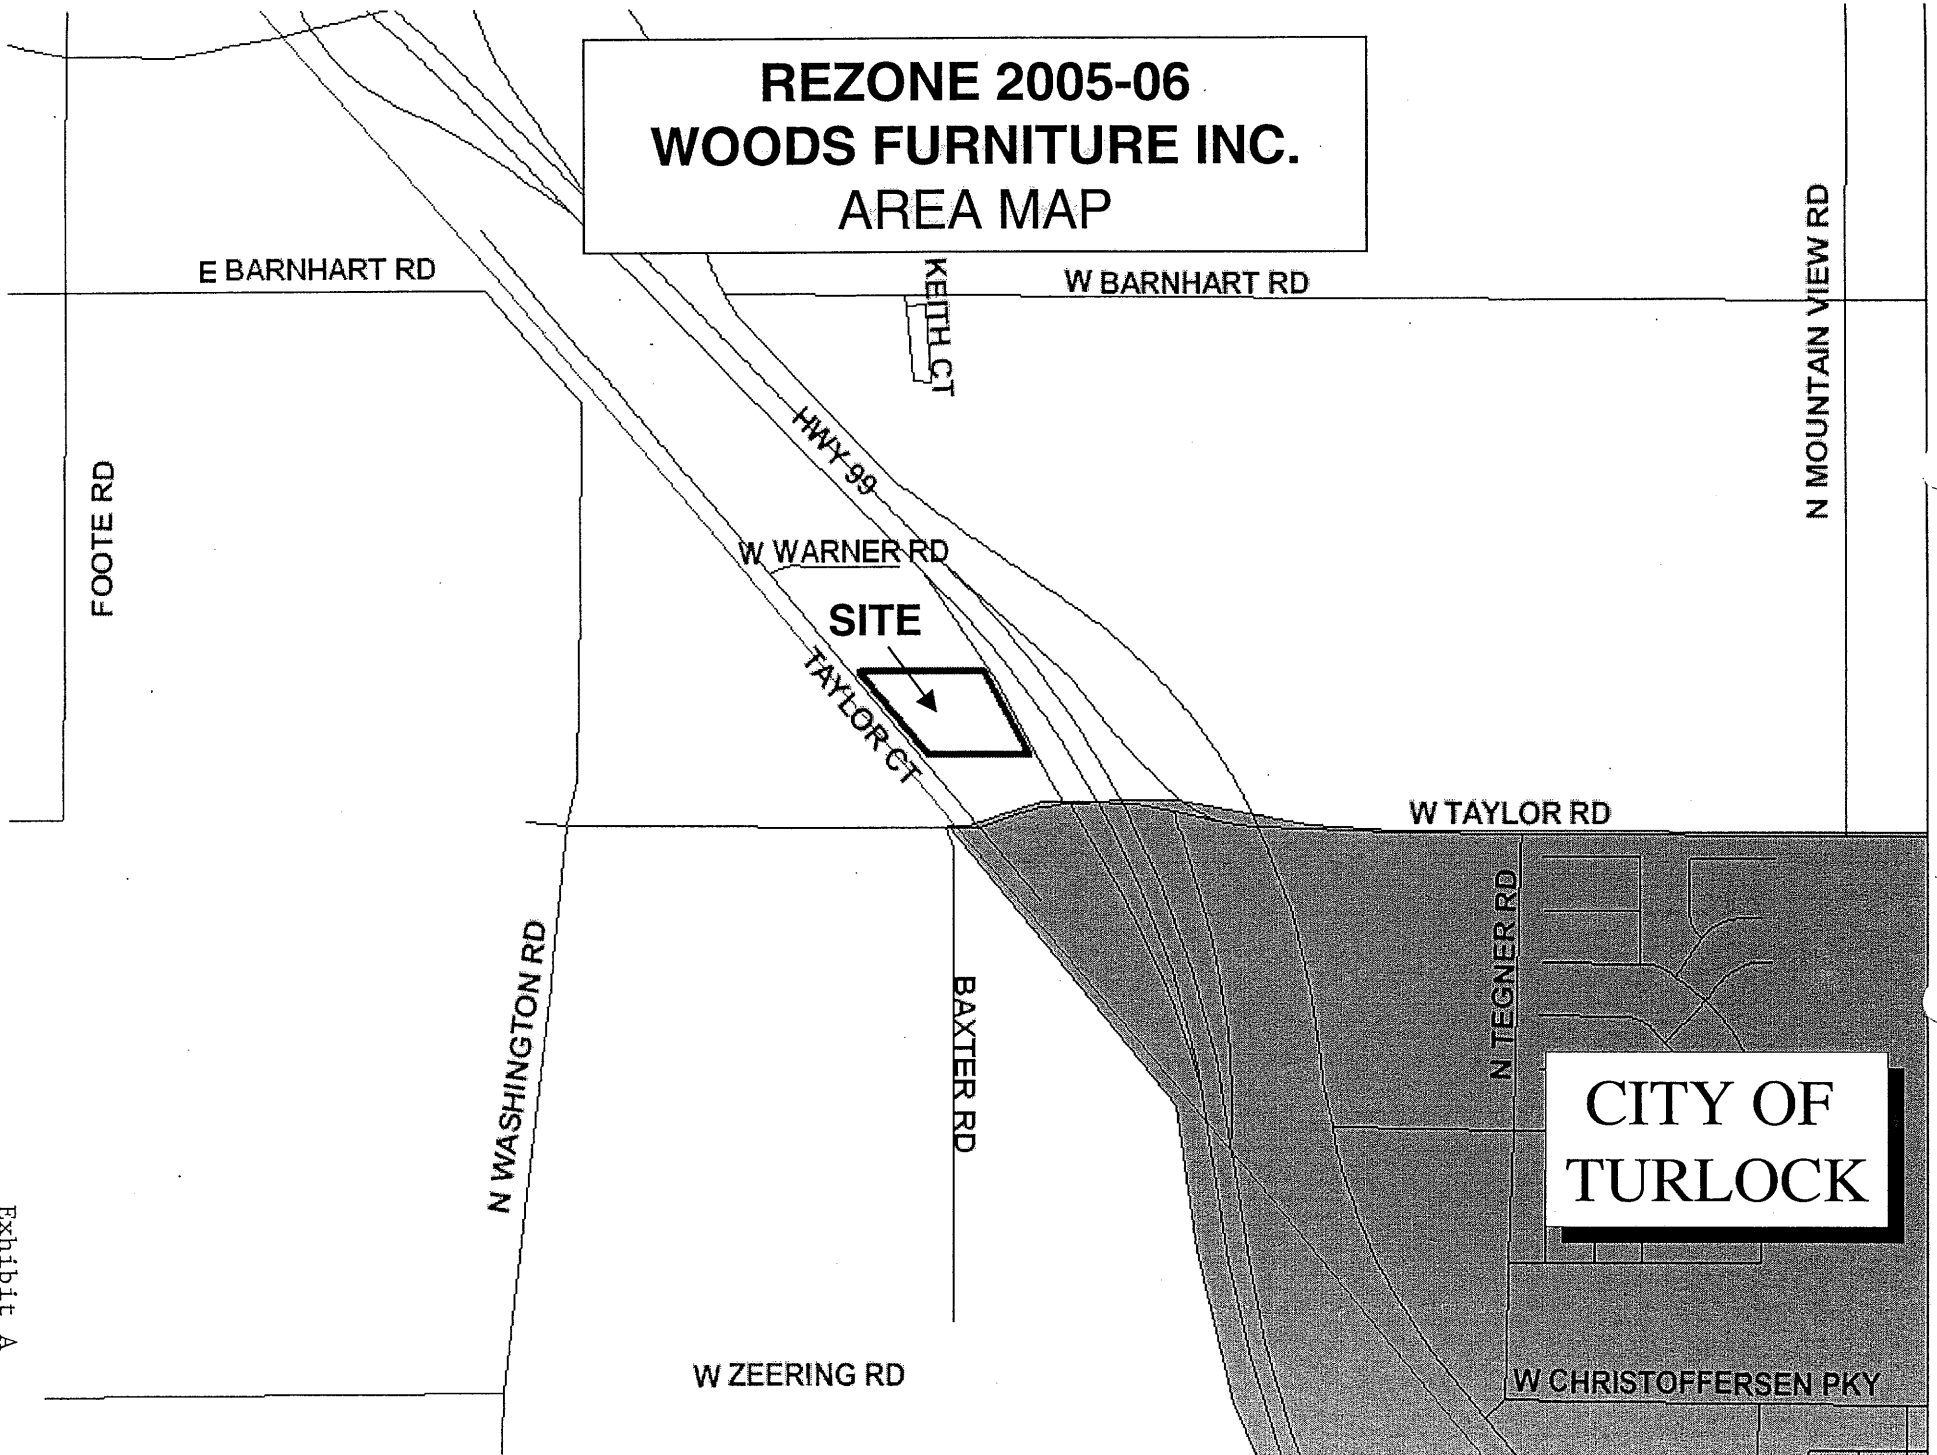 REZONE 2005-06
WOODS FURNITURE INC.
AREA MAP
E BARNHART RD
KEITH CT
W BARNHART RD
N MOUNTAIN VIEW RD
HWY 99
FOOTE RD
W WARNER RD
SITE
TAYLOR CT
W TAYLOR RD
N TEGNER RD
N WASHINGTON RD
BAXTER RD
CITY OF
TURLOCK
Exhibit A
W ZEERING RD
W CHRISTOFFERSEN PKY